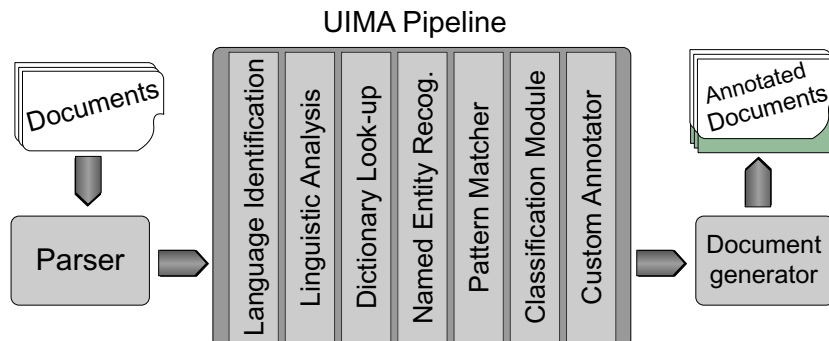 UIMA Pipeline
Documents
Parser
Language Identification
Linguistic Analysis
Dictionary Look-up
Named Entity Recog.
Pattern Matcher
Classification Module
Custom Annotator
Annotated
Documents
Document
generator